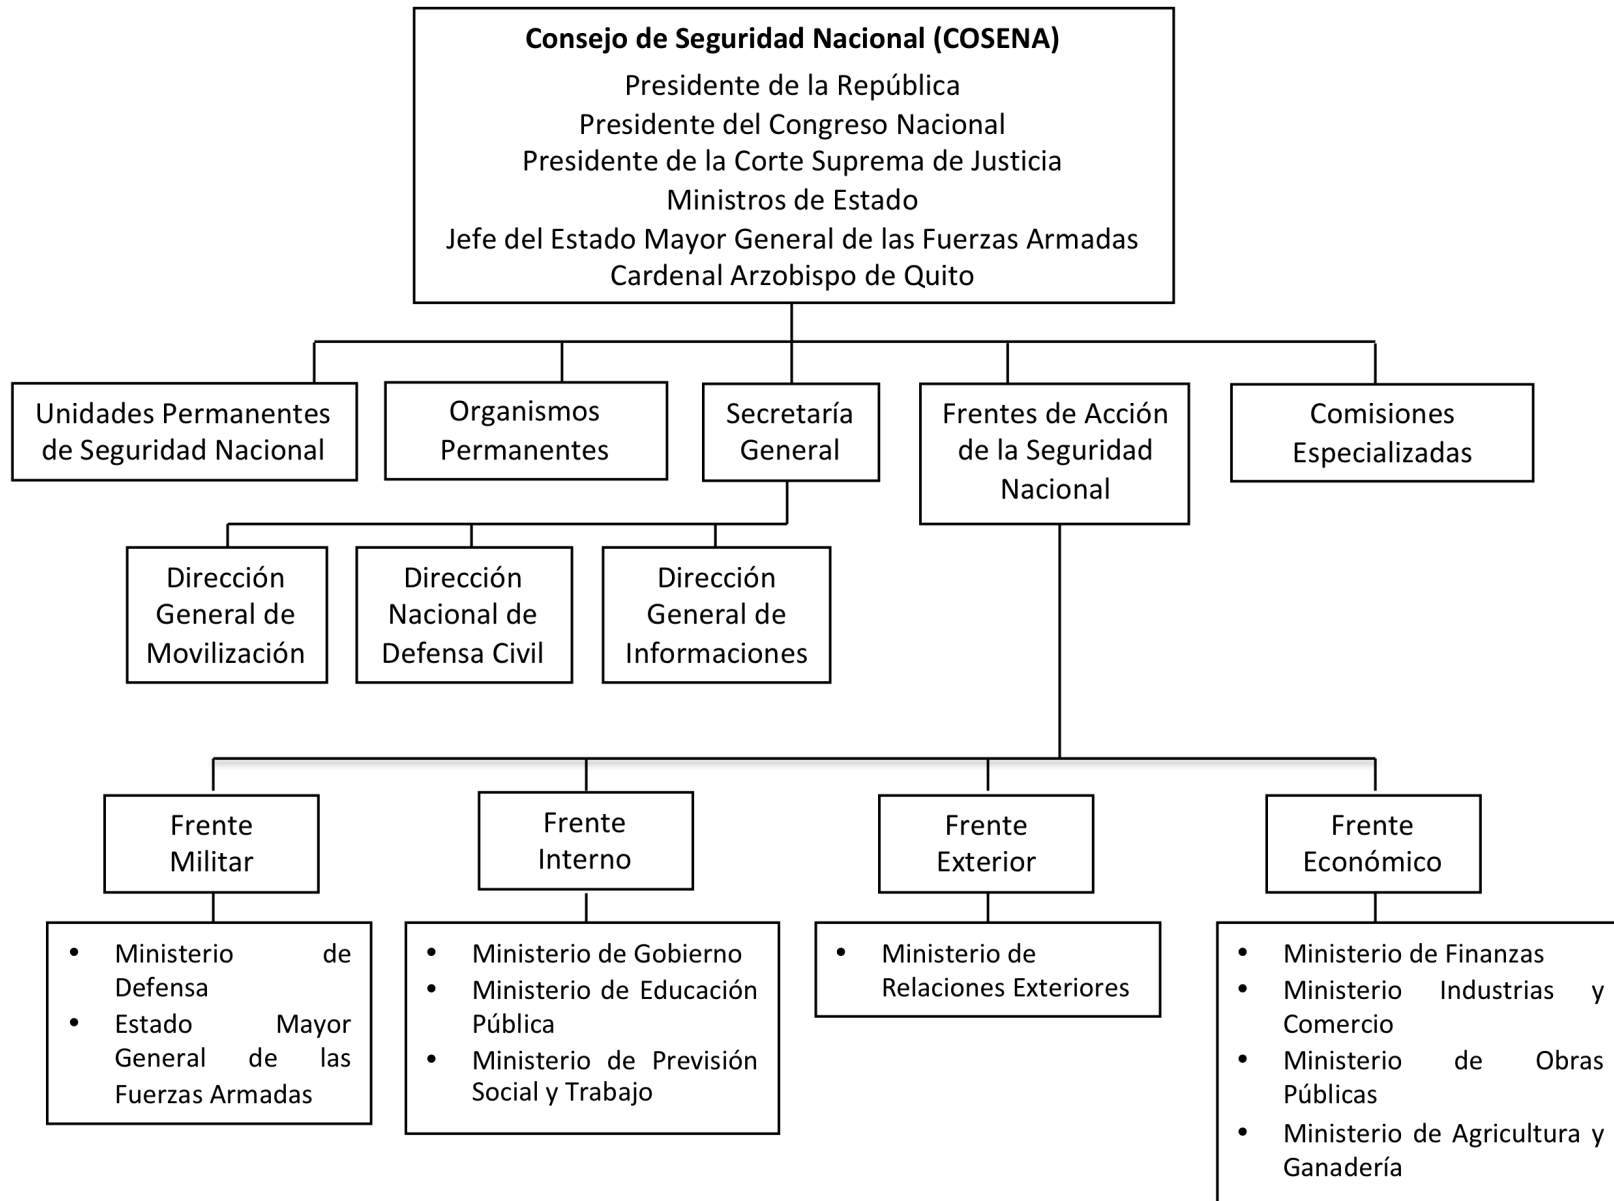 Consejo de Seguridad Nacional (COSENA)
Presidente de la República
Presidente del Congreso Nacional
Presidente de la Corte Suprema de Justicia
Ministros de Estado
Jefe del Estado Mayor General de las Fuerzas Armadas
Cardenal Arzobispo de Quito
Unidades Permanentes
de Seguridad Nacional
Organismos
Permanentes
Secretaría
General
Frentes de Acción
de la Seguridad
Nacional
Comisiones
Especializadas
Dirección
General de
Movilización
Dirección
Nacional de
Defensa Civil
Dirección
General de
Informaciones
Frente
Militar
Frente
Interno
Frente
Exterior
Frente
Económico
• Ministerio de
Defensa
• Estado Mayor
General de las
Fuerzas Armadas
• Ministerio de Gobierno
• Ministerio de Educación
Pública
• Ministerio de Previsión
Social y Trabajo
• Ministerio de
Relaciones Exteriores
• Ministerio de Finanzas
• Ministerio Industrias y
Comercio
• Ministerio de Obras
Públicas
• Ministerio de Agricultura y
Ganadería